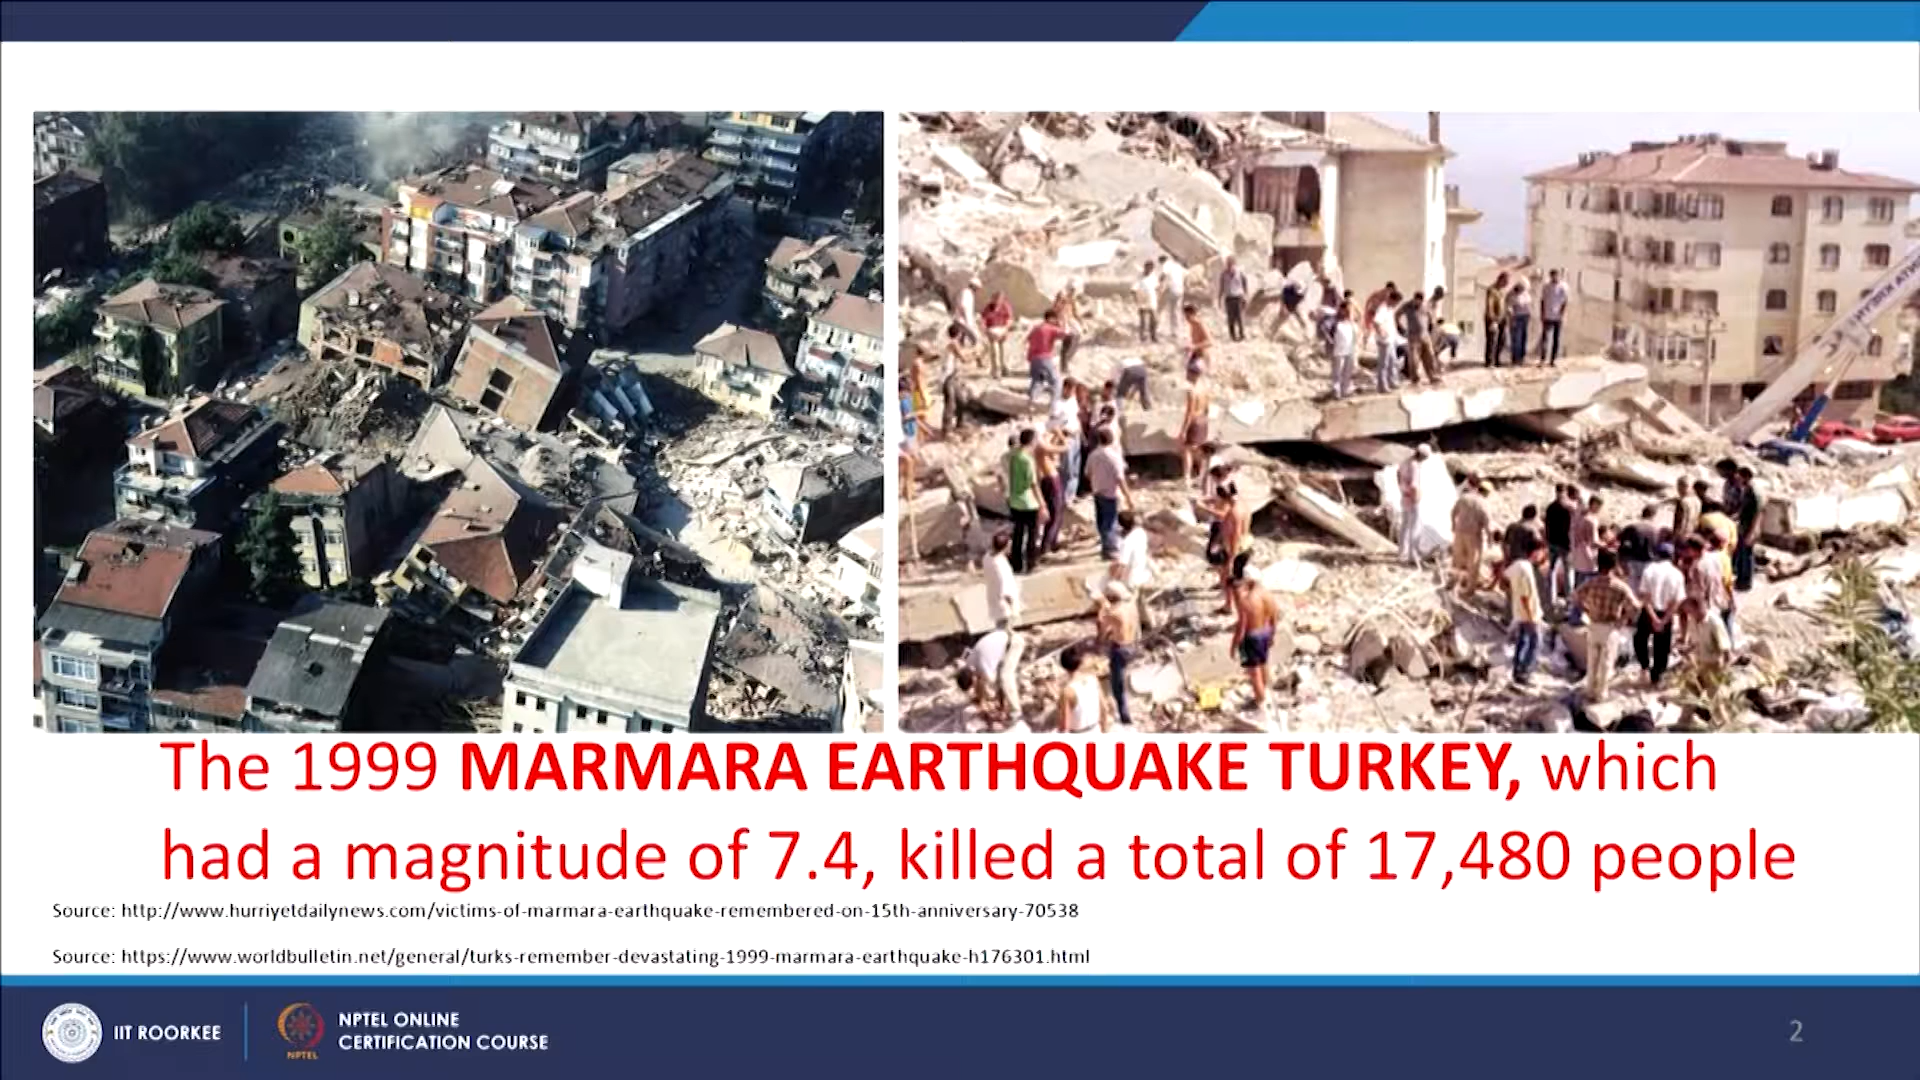 The 1999 MARMARA EARTHQUAKE TURKEY, which
had a magnitude of 7.4, killed a total of 17,480 people
Source: http://www.hurriyetdailynews.com/victims-of-marmara-earthquake-remembered-on-15th-anniversary-70538
Source: https://www.worldbulletin.net/general/turks-remember-devastating-1999-marmara-earthquake-h176301.html
IIT ROORKEE
NPTEL
NPTEL ONLINE
CERTIFICATION COURSE
2